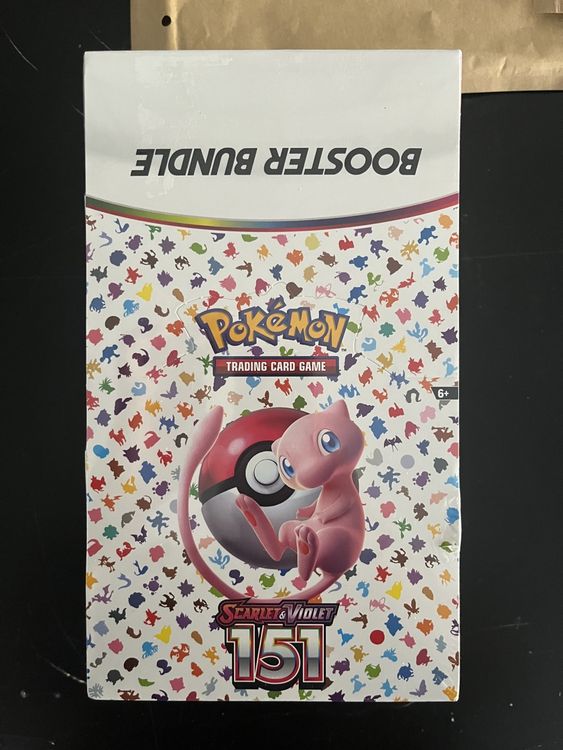 BOOSTER BUNDLE
POKéMON
TRADING CARD GAME
6+
SCARLET & VIOLET
151